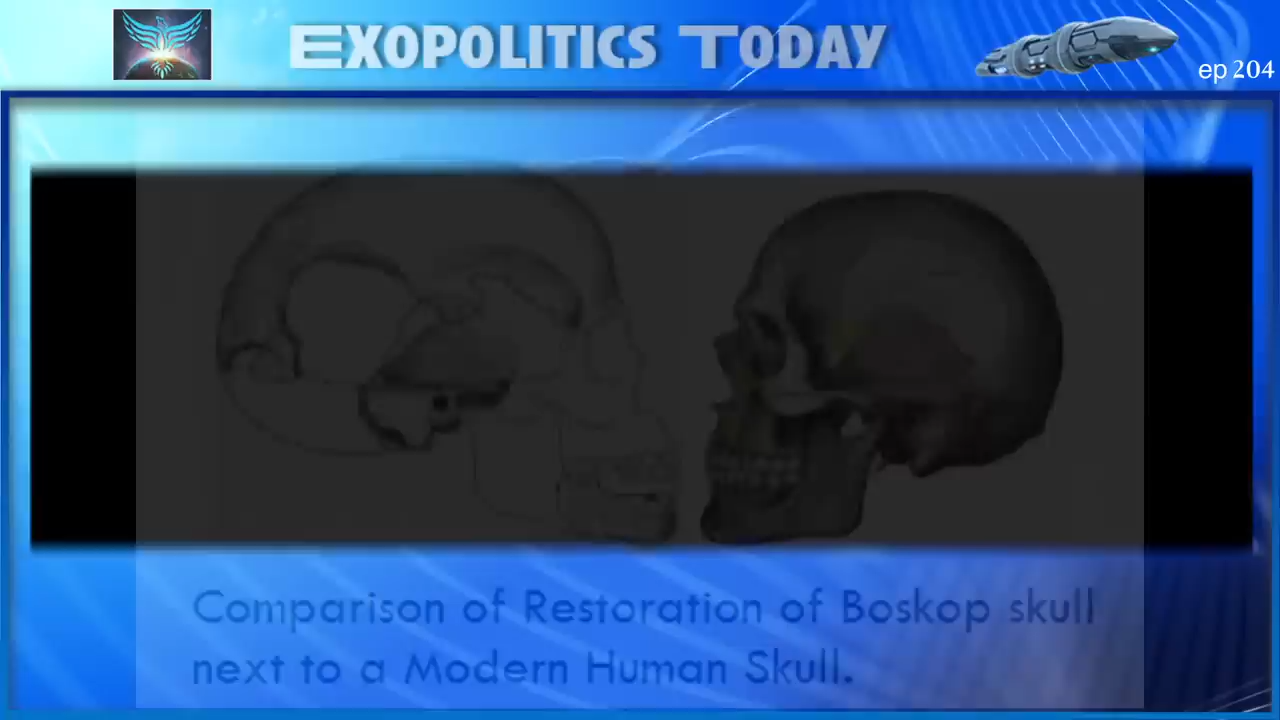 EXOPOLITICS TODAY
ep 204
Comparison of Restoration of Boskop skull
next to a Modern Human Skull.